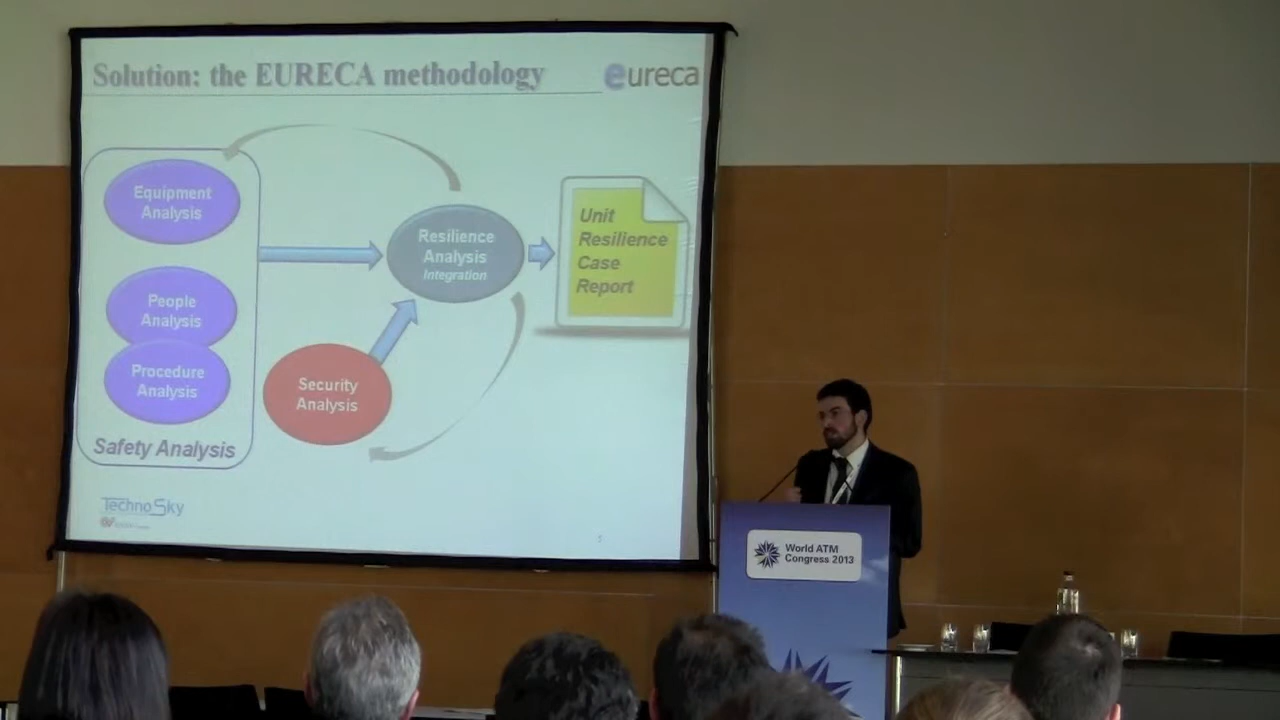 Solution: the EURECA methodology
eureca
Equipment
Analysis
People
Analysis
Procedure
Analysis
Safety Analysis
Resilience
Analysis
Integration
Security
Analysis
Unit
Resilience
Case
Report
TechnoSky
5
World ATM
Congress 2013